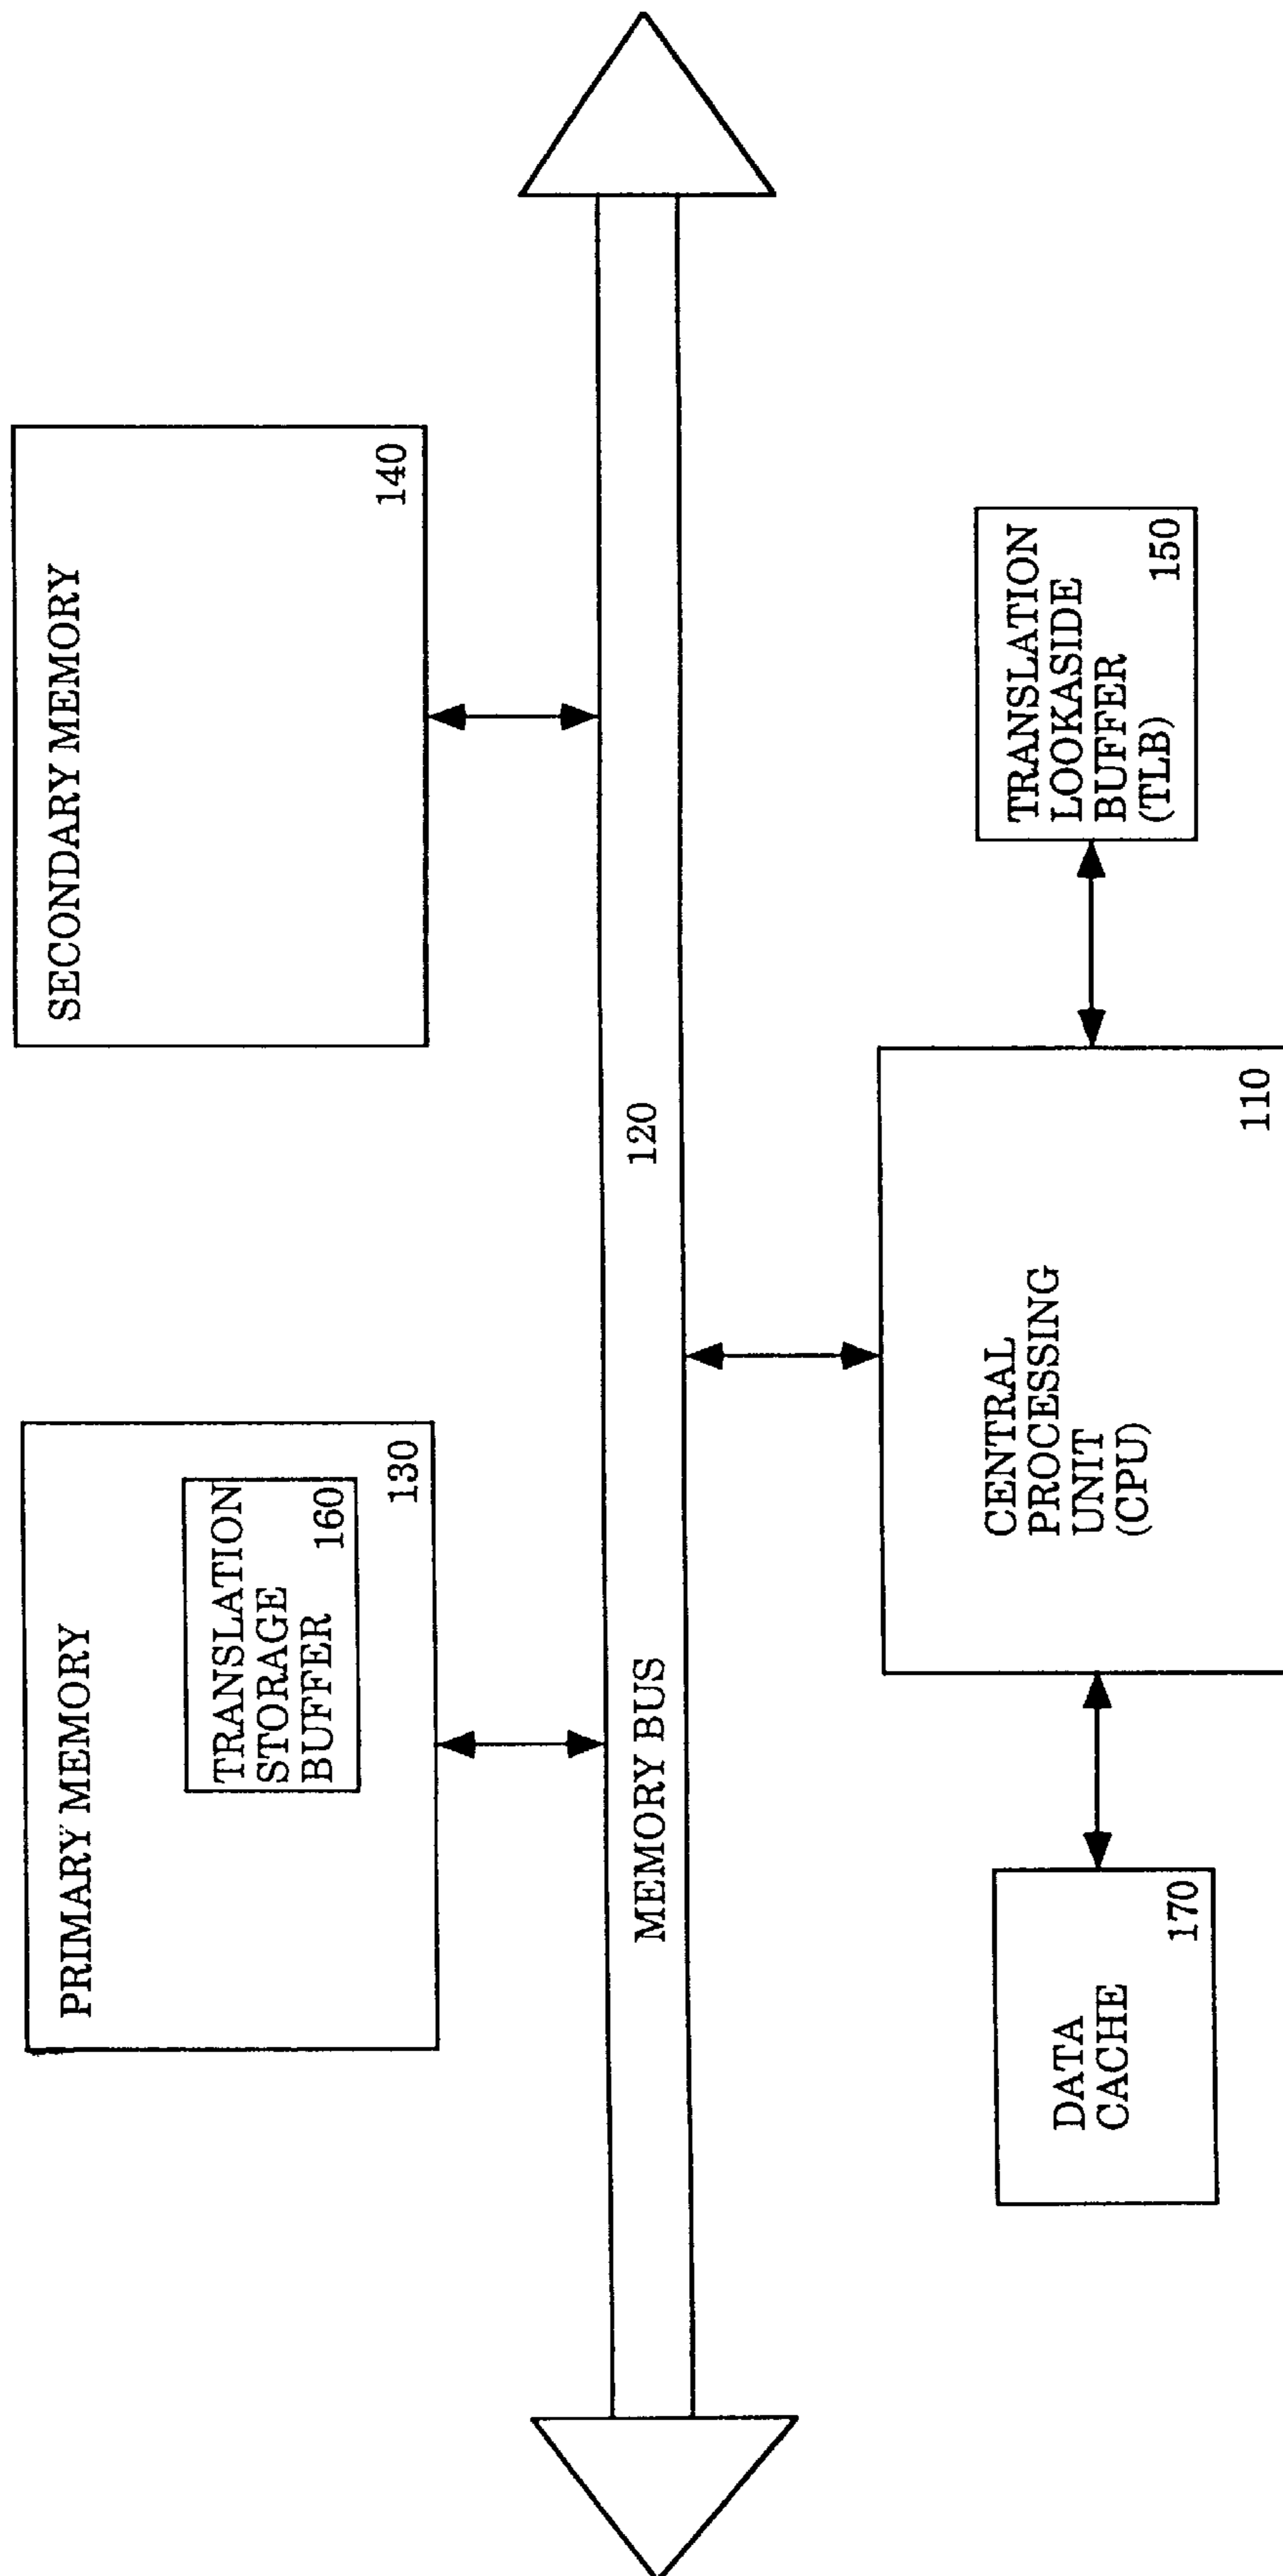 PRIMARY MEMORY
TRANSLATION
STORAGE
BUFFER
160
130
SECONDARY MEMORY
140
MEMORY BUS
120
DATA
CACHE
170
CENTRAL
PROCESSING
UNIT
(CPU)
110
TRANSLATION
LOOKASIDE
BUFFER
(TLB)
150